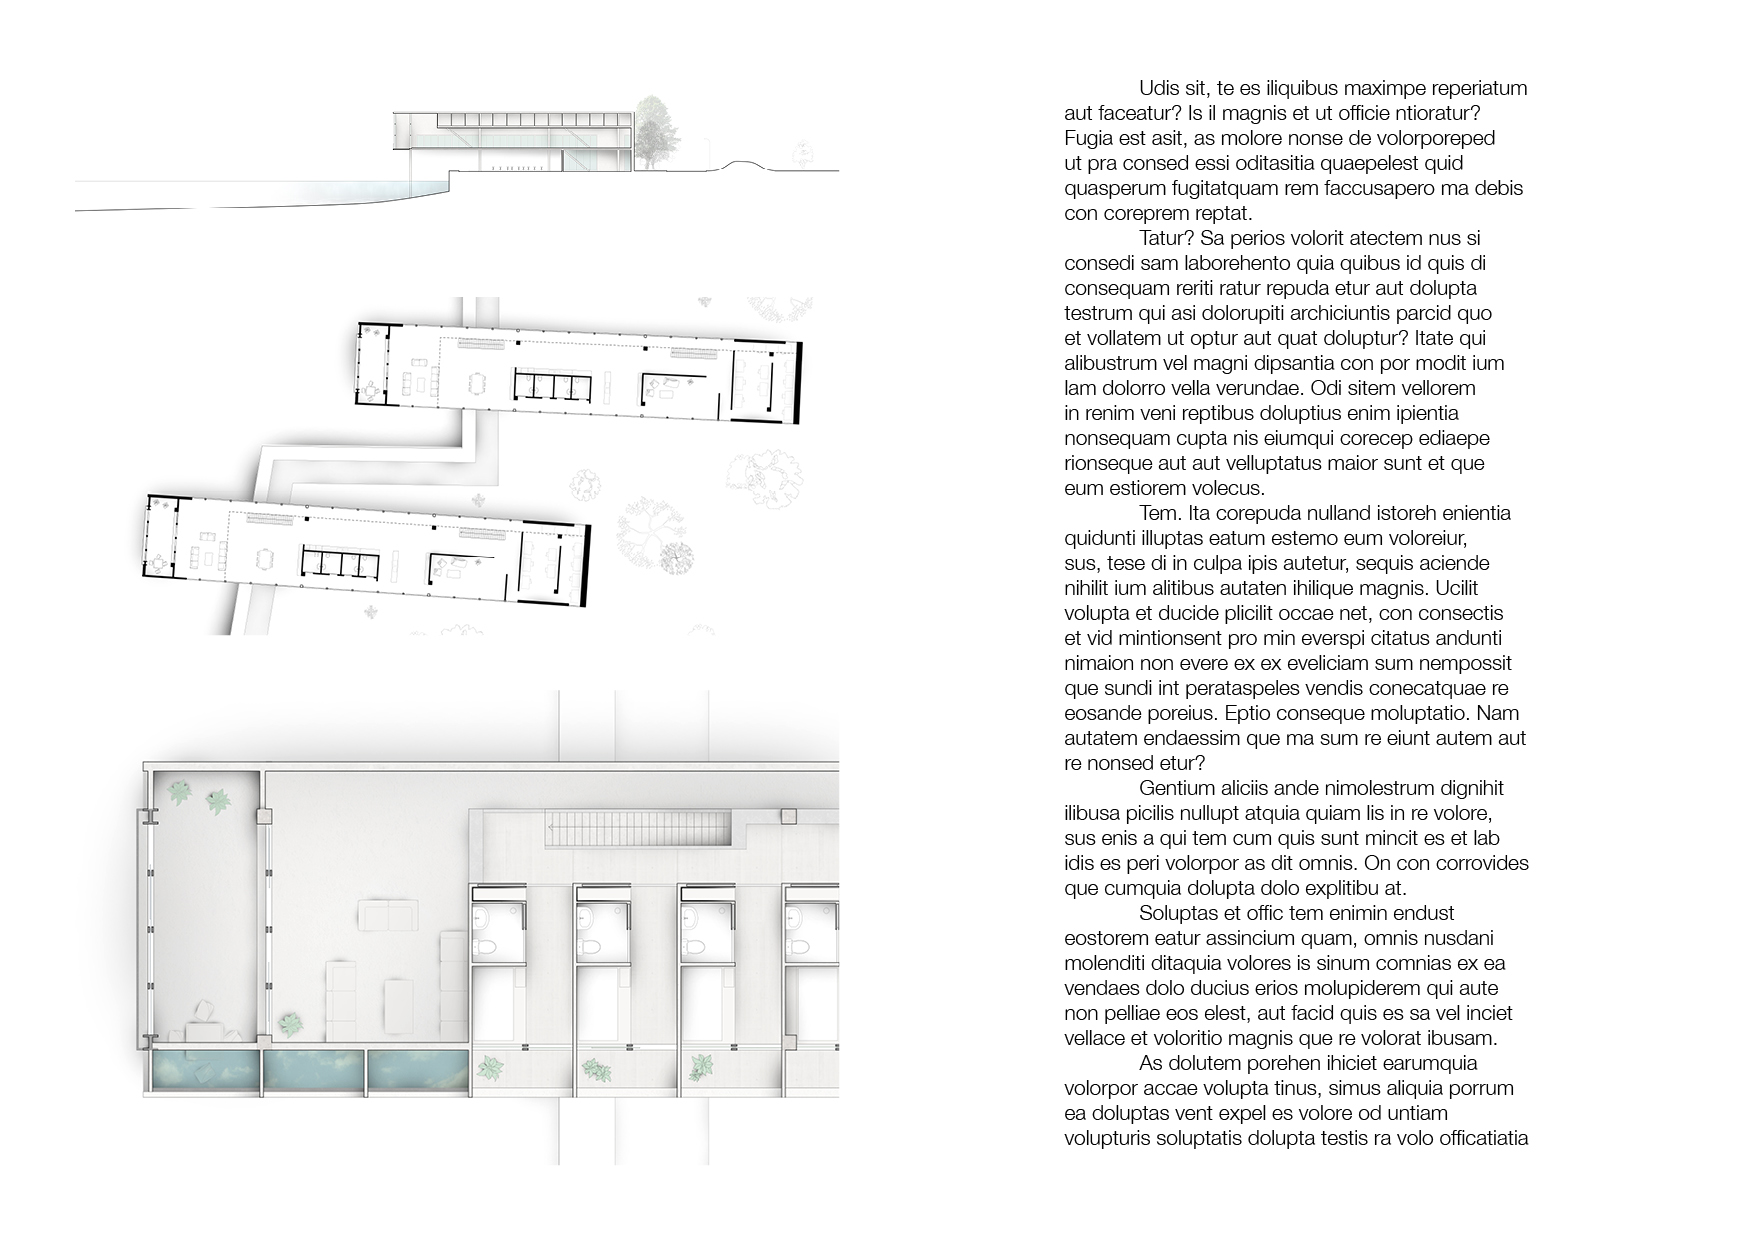 Udis sit, te es iliquibus maximpe reperiatum
aut faceatur? Is il magnis et ut officie ntioratur?
Fugia est asit, as molore nonse de volorporeped
ut pra consed essi oditasitia quaepelest quid
quasperum fugitatquam rem faccusapero ma debis
con coreprem reptat.
Tatur? Sa perios volorit atectem nus si
consedi sam laborehento quia quibus id quis di
consequam reriti ratur repuda etur aut dolupta
testrum qui asi dolorupiti archiciuntis parcid quo
et vollatem ut optur aut quat doluptur? Itate qui
alibustrum vel magni dipsantia con por modit ium
lam dolorro vella verundae. Odi sitem vellorem
in renim veni reptibus doluptius enim ipientia
nonsequam cupta nis eiumqui corecep ediaepe
rionseque aut aut velluptatus maior sunt et que
eum estiorem volecus.
Tem. Ita corepuda nulland istoreh enientia
quidunti illuptas eatum estemo eum voloreiur,
sus, tese di in culpa ipis autetur, sequis aciende
nihilit ium alitibus autaten ihilique magnis. Ucilit
volupta et ducide plicilit occae net, con consectis
et vid mintionsent pro min everspi citatus andunti
nimaion non evere ex ex eveliciam sum nempossit
que sundi int perataspeles vendis conecatquae re
eosande poreius. Eptio conseque moluptatio. Nam
autatem endaessim que ma sum re eiunt autem aut
re nonsed etur?
Gentium aliciis ande nimolestrum dignihit
ilibusa picilis nullupt atquia quiam lis in re volore,
sus enis a qui tem cum quis sunt mincit es et lab
idis es peri volorpor as dit omnis. On con corrovides
que cumquia dolupta dolo explitibu at.
Soluptas et offic tem enimin endust
eostorem eatur assincium quam, omnis nusdani
molenditi ditaquia volores is sinum comnias ex ea
vendaes dolo ducius erios molupiderem qui aute
non pelliae eos elest, aut facid quis es sa vel inciet
vellace et voloritio magnis que re volorat ibusam.
As dolutem porehen ihiciet earumquia
volorpor accae volupta tinus, simus aliquia porrum
ea doluptas vent expel es volore od untiam
volupturis soluptatis dolupta testis ra volo officatiatia